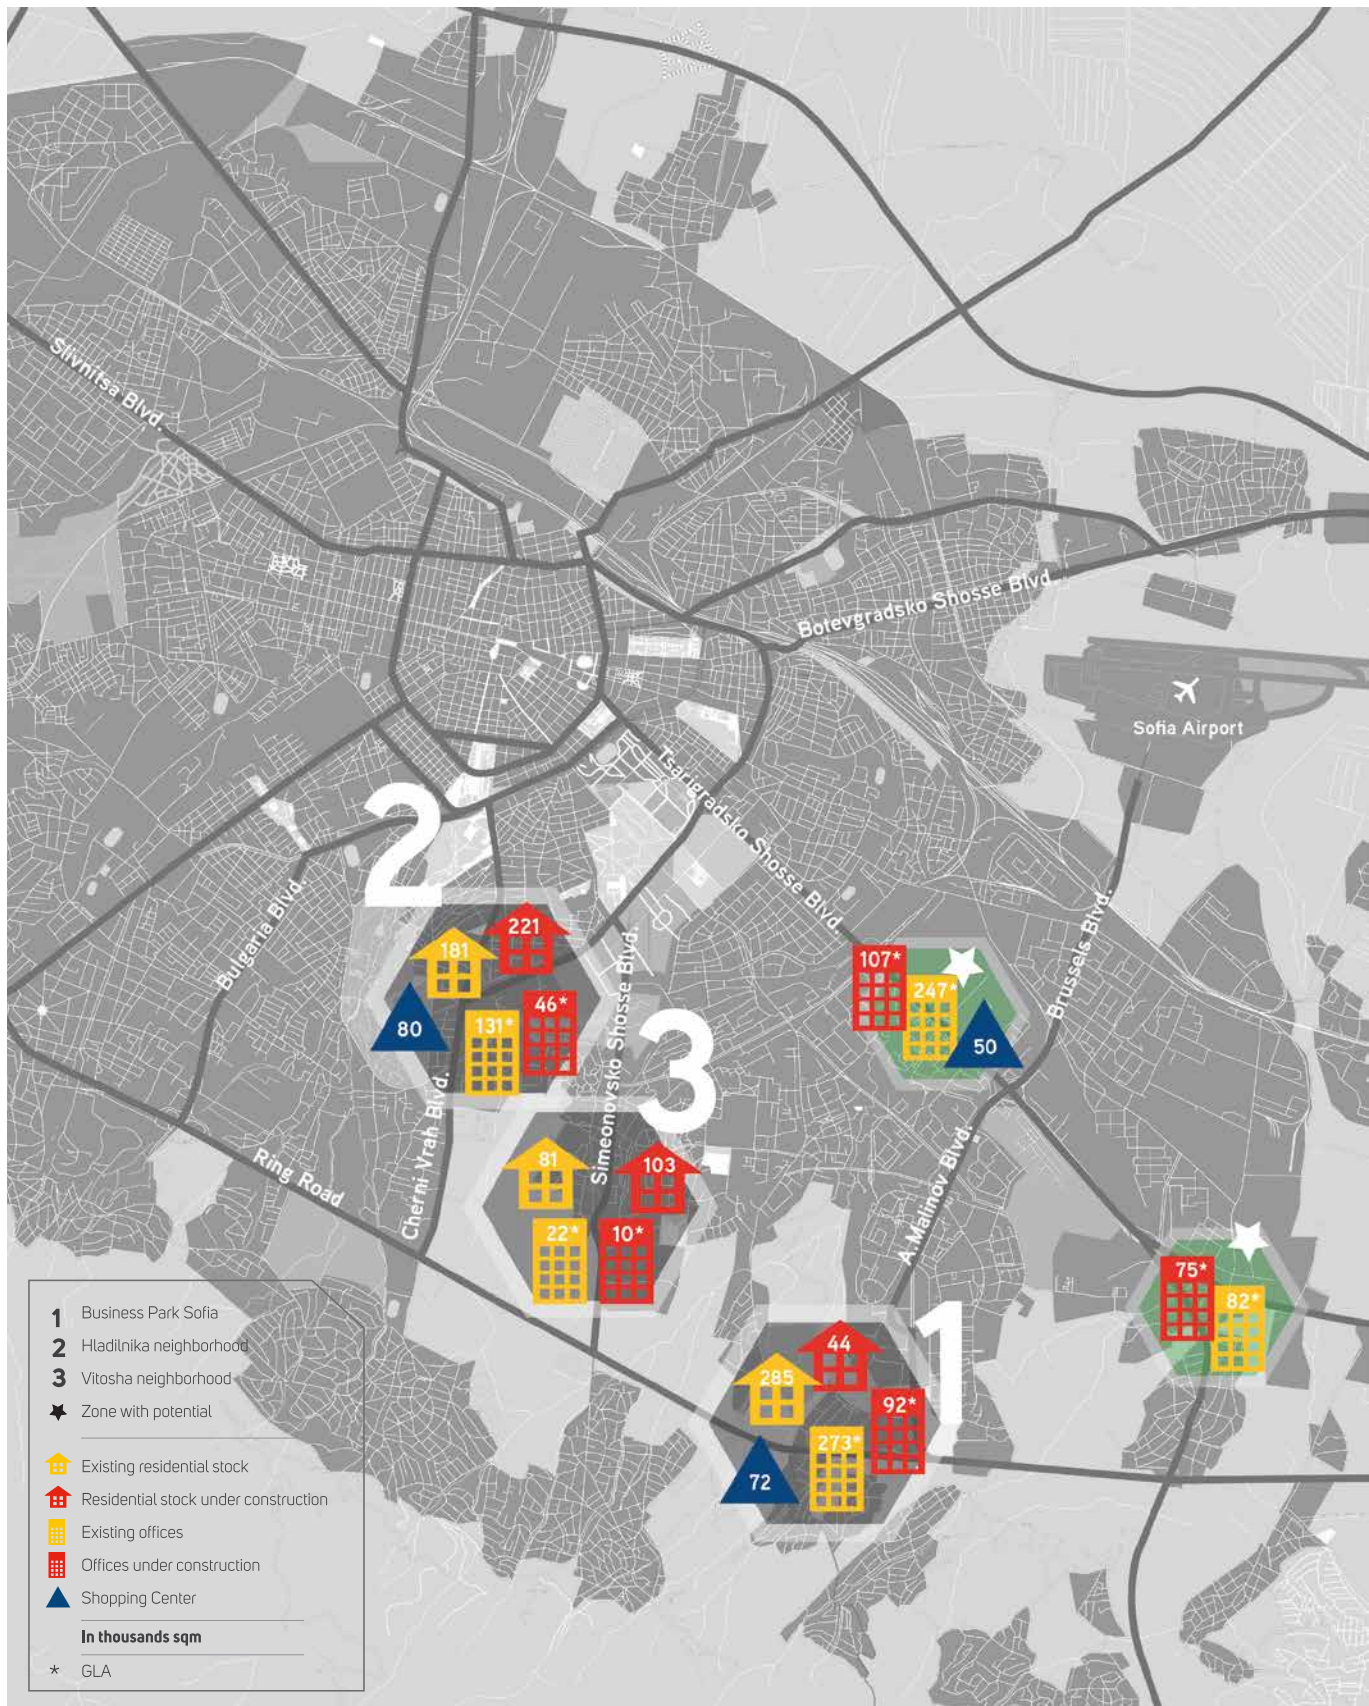 Slivnitsa Blvd.
Botevgradsko Shosse Blvd.
Sofia Airport
Tsarigradsko Shosse Blvd.
2
Bulgaria Blvd.
Brussels Blvd.
221
181
80
131*
46*
Simeonovsko Shosse Blvd.
107*
247*
50
3
Cherni Vrah Blvd.
Ring Road
A.Malinov Blvd.
81
103
22*
10*
75*
82*
1
44
285
92*
273*
72
1 Business Park Sofia
2 Hladilnika neighborhood
3 Vitosha neighborhood
Zone with potential
Existing residential stock
Residential stock under construction
Existing offices
Offices under construction
Shopping Center
In thousands sqm
* GLA